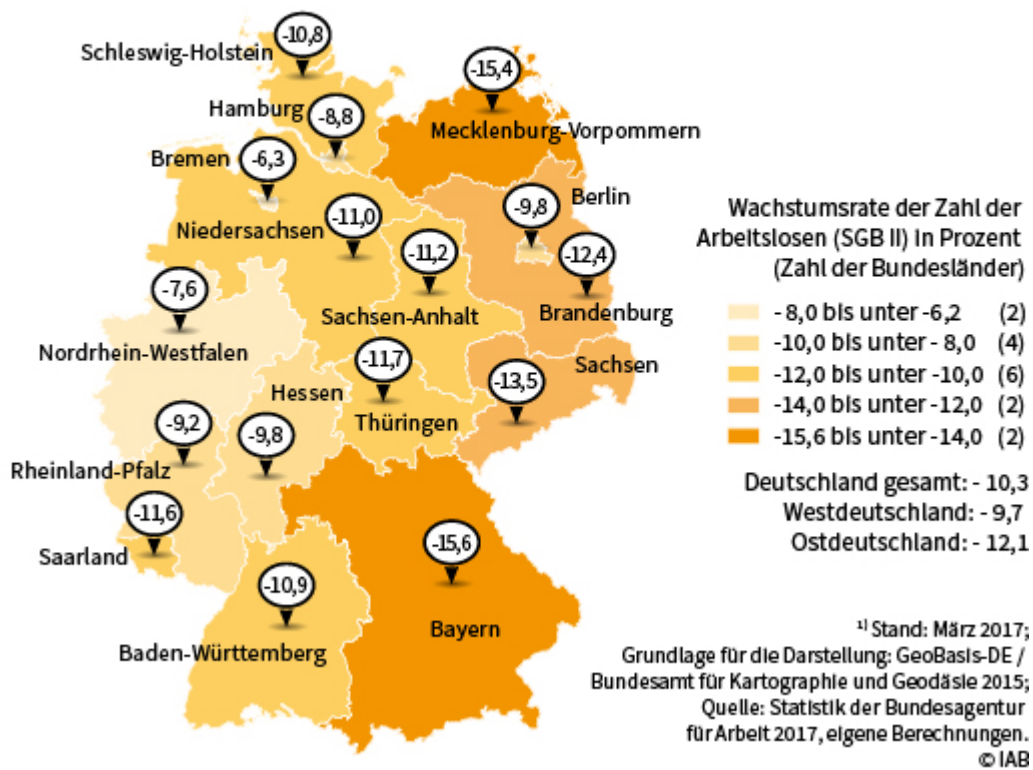 -10,8
Schleswig-Holstein
-15,4
Hamburg
-8,8
Mecklenburg-Vorpommern
Bremen
-6,3
Berlin
-9,8
Niedersachsen
-11,0
-11,2
-12,4
-7,6
Sachsen-Anhalt
Brandenburg
Nordrhein-Westfalen
-11,7
Sachsen
-13,5
Hessen
Thüringen
-9,2
-9,8
Rheinland-Pfalz
-11,6
Saarland
-15,6
-10,9
Bayern
Baden-Württemberg
Wachstumsrate der Zahl der
Arbeitslosen (SGB II) in Prozent
(Zahl der Bundesländer)
- 8,0 bis unter -6,2 (2)
-10,0 bis unter - 8,0 (4)
-12,0 bis unter -10,0 (6)
-14,0 bis unter -12,0 (2)
-15,6 bis unter -14,0 (2)
Deutschland gesamt: - 10,3
Westdeutschland: - 9,7
Ostdeutschland: - 12,1
¹⁾ Stand: März 2017;
Grundlage für die Darstellung: GeoBasis-DE /
Bundesamt für Kartographie und Geodäsie 2015;
Quelle: Statistik der Bundesagentur
für Arbeit 2017, eigene Berechnungen.
© IAB